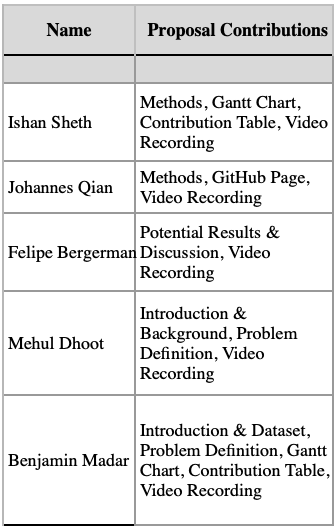 Name Proposal Contributions
Ishan Sheth
Methods, Gantt Chart,
Contribution Table, Video
Recording
Johannes Qian
Methods, GitHub Page,
Video Recording
Felipe Bergerman
Potential Results &
Discussion, Video
Recording
Mehul Dhoot
Introduction &
Background, Problem
Definition, Video
Recording
Benjamin Madar
Introduction & Dataset,
Problem Definition, Gantt
Chart, Contribution Table,
Video Recording